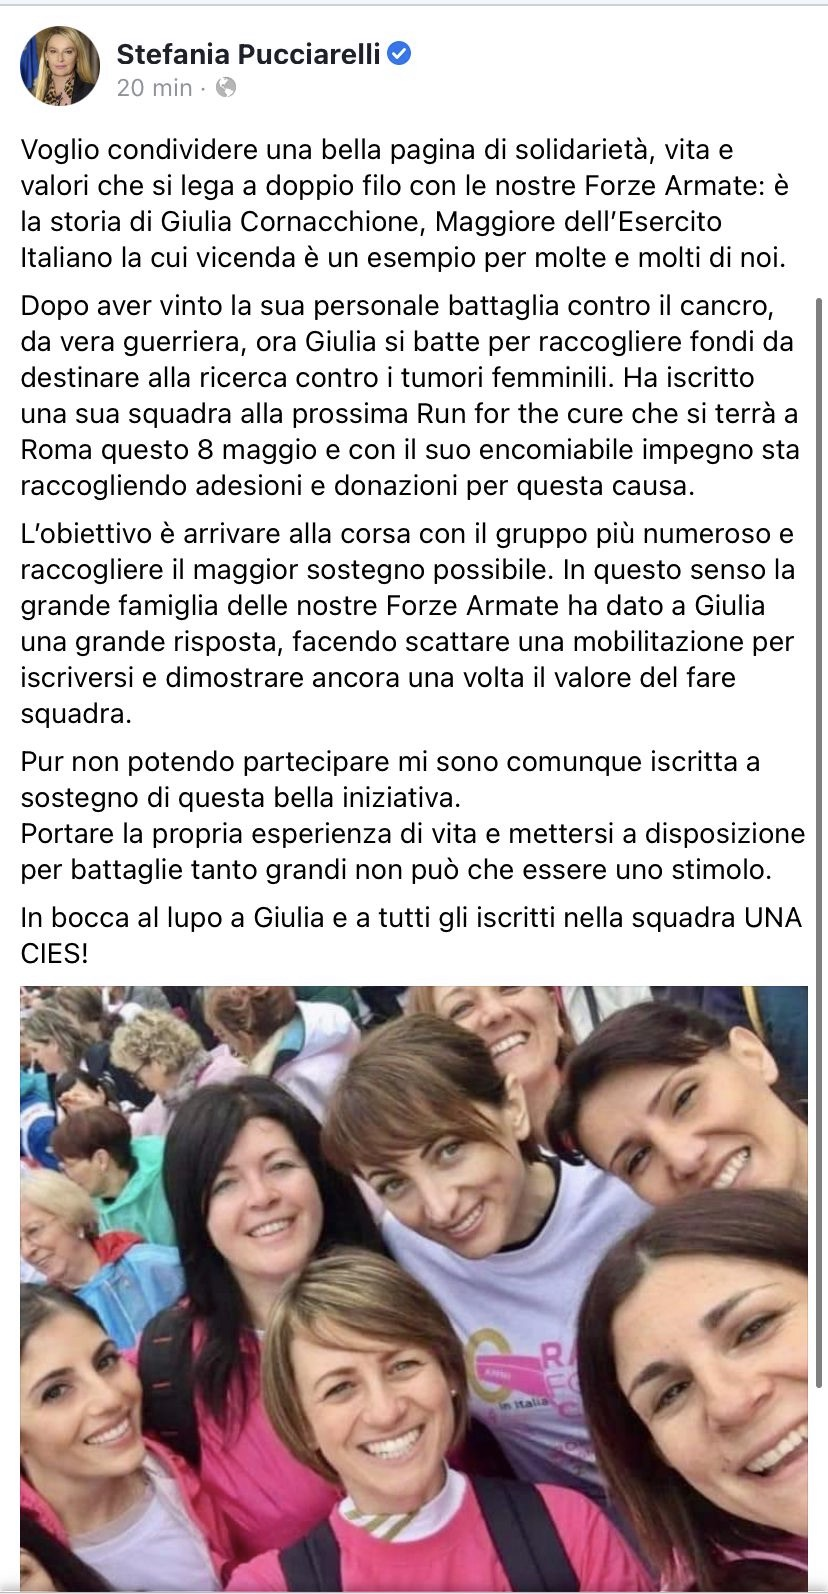 Stefania Pucciarelli
20 min ·
Voglio condividere una bella pagina di solidarietà, vita e
valori che si lega a doppio filo con le nostre Forze Armate: è
la storia di Giulia Cornacchione, Maggiore dell’Esercito
Italiano la cui vicenda è un esempio per molte e molti di noi.
Dopo aver vinto la sua personale battaglia contro il cancro,
da vera guerriera, ora Giulia si batte per raccogliere fondi da
destinare alla ricerca contro i tumori femminili. Ha iscritto
una sua squadra alla prossima Run for the cure che si terrà a
Roma questo 8 maggio e con il suo encomiabile impegno sta
raccogliendo adesioni e donazioni per questa causa.
L’obiettivo è arrivare alla corsa con il gruppo più numeroso e
raccogliere il maggior sostegno possibile. In questo senso la
grande famiglia delle nostre Forze Armate ha dato a Giulia
una grande risposta, facendo scattare una mobilitazione per
iscriversi e dimostrare ancora una volta il valore del fare
squadra.
Pur non potendo partecipare mi sono comunque iscritta a
sostegno di questa bella iniziativa.
Portare la propria esperienza di vita e mettersi a disposizione
per battaglie tanto grandi non può che essere uno stimolo.
In bocca al lupo a Giulia e a tutti gli iscritti nella squadra UNA
CIES!
in Italia